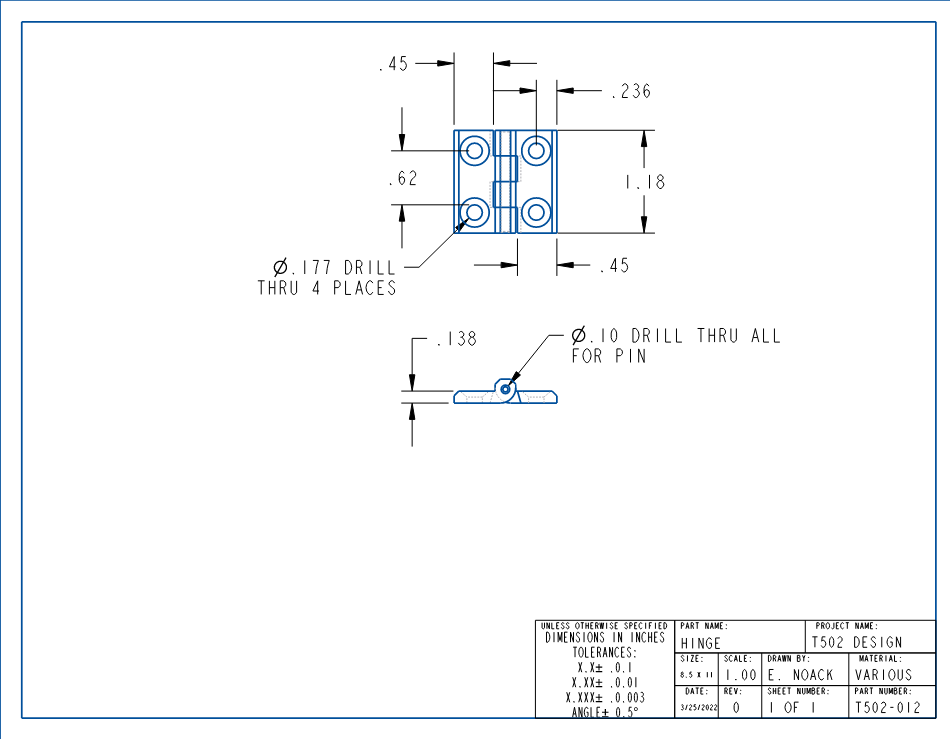 .45
.236
.62
1.18
Ø.177 DRILL
THRU 4 PLACES
.45
.138
Ø.10 DRILL THRU ALL
FOR PIN
UNLESS OTHERWISE SPECIFIED
DIMENSIONS IN INCHES
TOLERANCES:
X.X± .0.1
X.XX± .0.01
X.XXX± .0.003
ANGLE± 0.5°
PART NAME:
HINGE
PROJECT NAME:
T502 DESIGN
SIZE:
8.5 X 11
SCALE:
1.00
DRAWN BY:
E. NOACK
MATERIAL:
VARIOUS
DATE:
3/25/2022
REV:
0
SHEET NUMBER:
1 OF 1
PART NUMBER:
T502-012